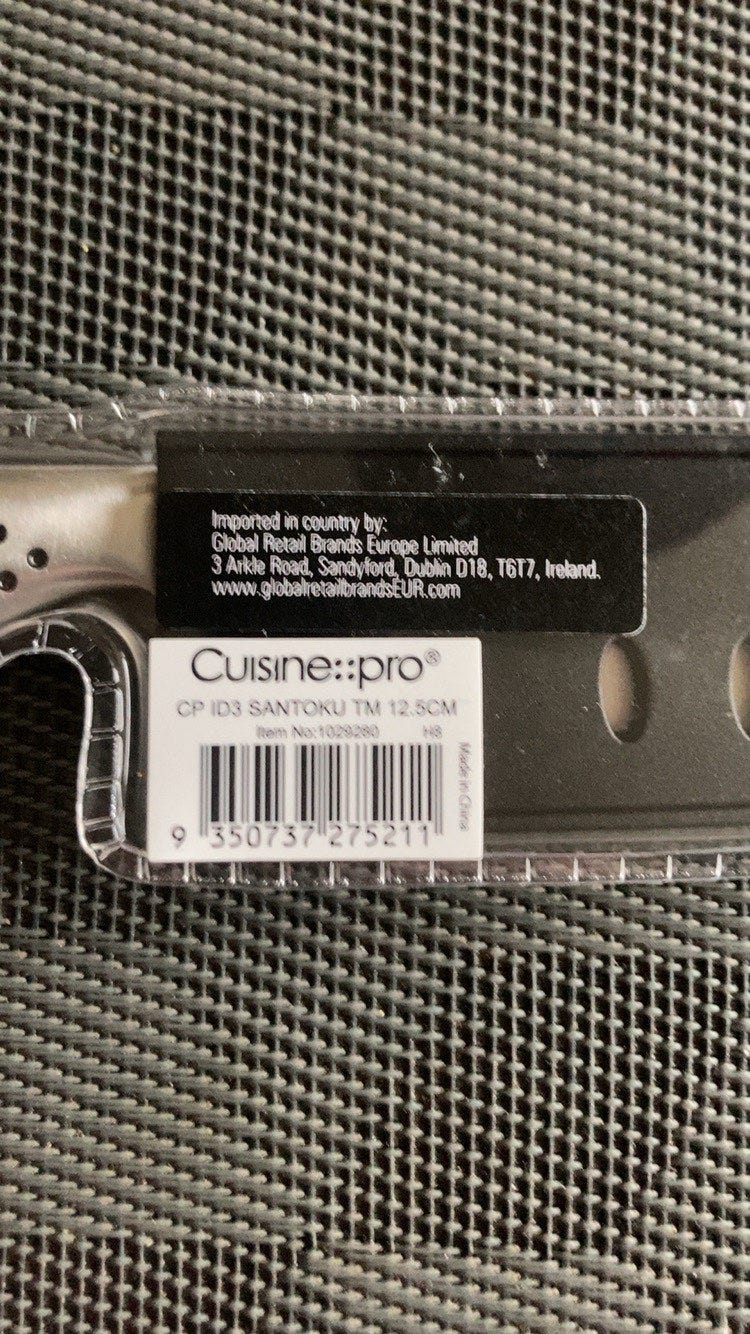 Imported in country by:
Global Retail Brands Europe Limited
3 Arkle Road, Sandyford, Dublin D18, T6T7, Ireland.
www.globalretailbrandsEUR.com
Cuisine::pro®
CP ID3 SANTOKU TM 12.5CM
Item No:1029280 H8
Made in China
9 350737 275211